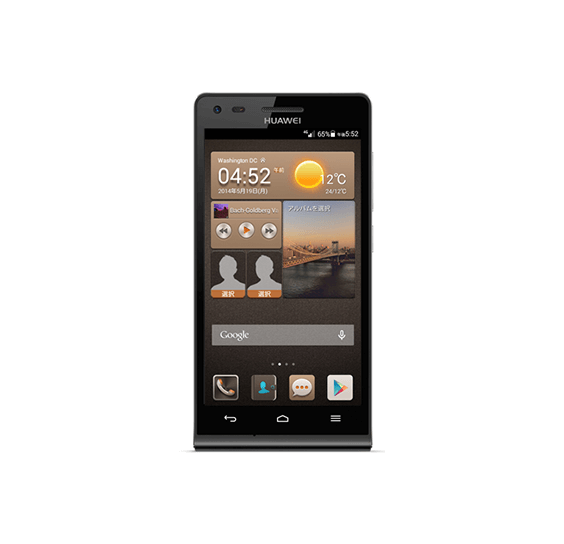 HUAWEI
4G 65% 午後5:52
Washington DC
04:52 午前
2014年5月19日(月)
12℃
24/12℃
Bach-Goldberg V
アルバムを選択
選択 選択
Google